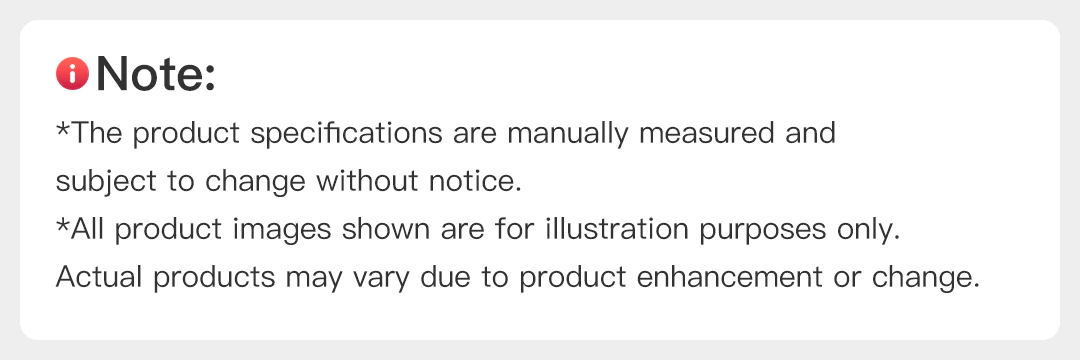 Note:
*The product specifications are manually measured and
subject to change without notice.
*All product images shown are for illustration purposes only.
Actual products may vary due to product enhancement or change.